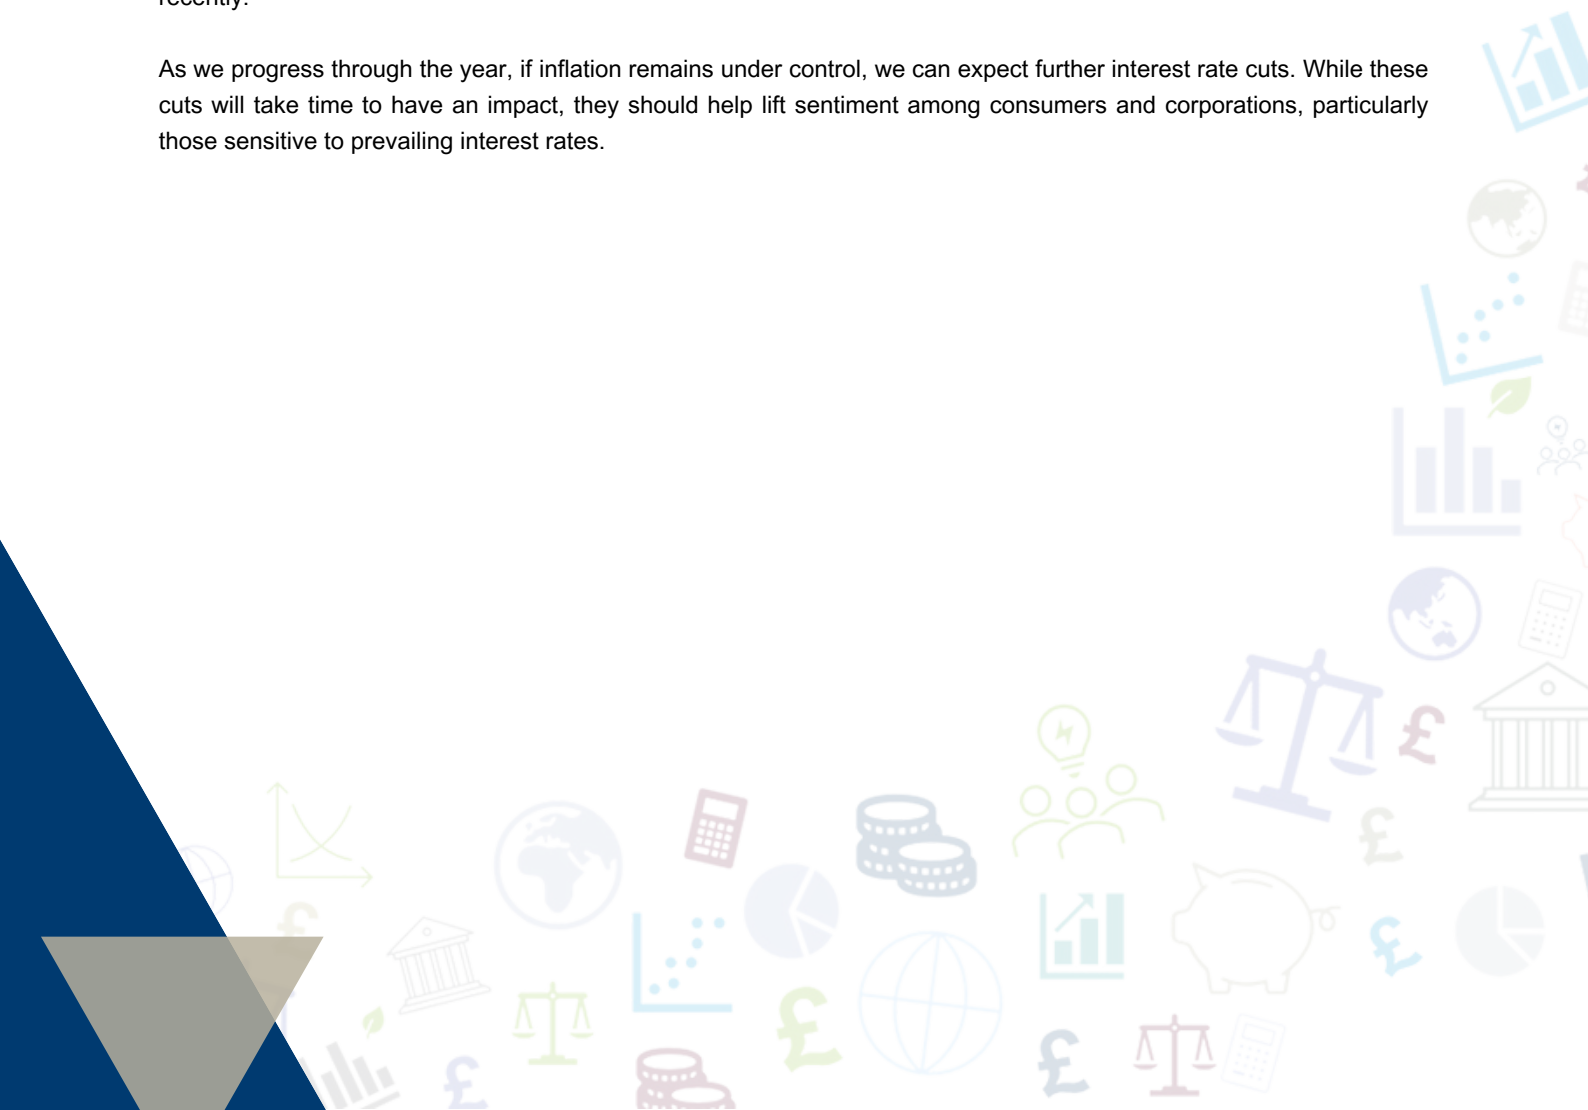 recently.
As we progress through the year, if inflation remains under control, we can expect further interest rate cuts. While these
cuts will take time to have an impact, they should help lift sentiment among consumers and corporations, particularly
those sensitive to prevailing interest rates.